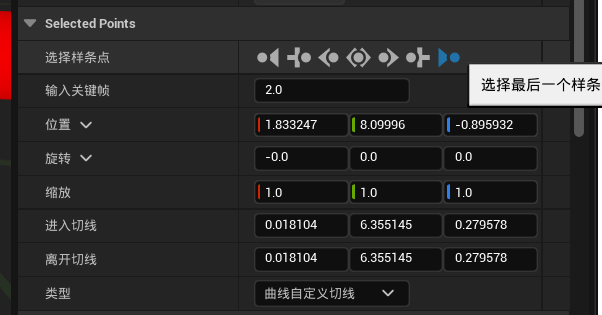 Selected Points
选择样条点
选择最后一个样条
输入关键帧 2.0
位置 1.833247 8.09996 -0.895932
旋转 -0.0 0.0 0.0
缩放 1.0 1.0 1.0
进入切线 0.018104 6.355145 0.279578
离开切线 0.018104 6.355145 0.279578
类型 曲线自定义切线